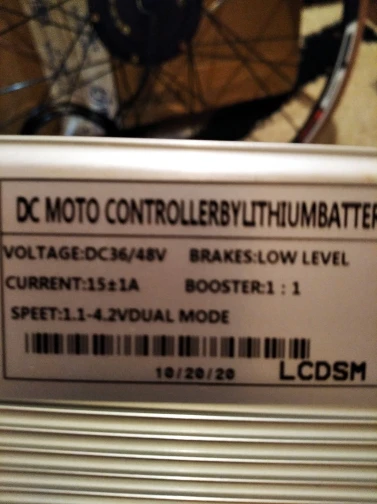 DC MOTO CONTROLLERBYLITHIUMBATTER
VOLTAGE:DC36/48V BRAKES:LOW LEVEL
CURRENT:15±1A BOOSTER:1 : 1
SPEET:1.1-4.2VDUAL MODE
10/20/20 LCDSM